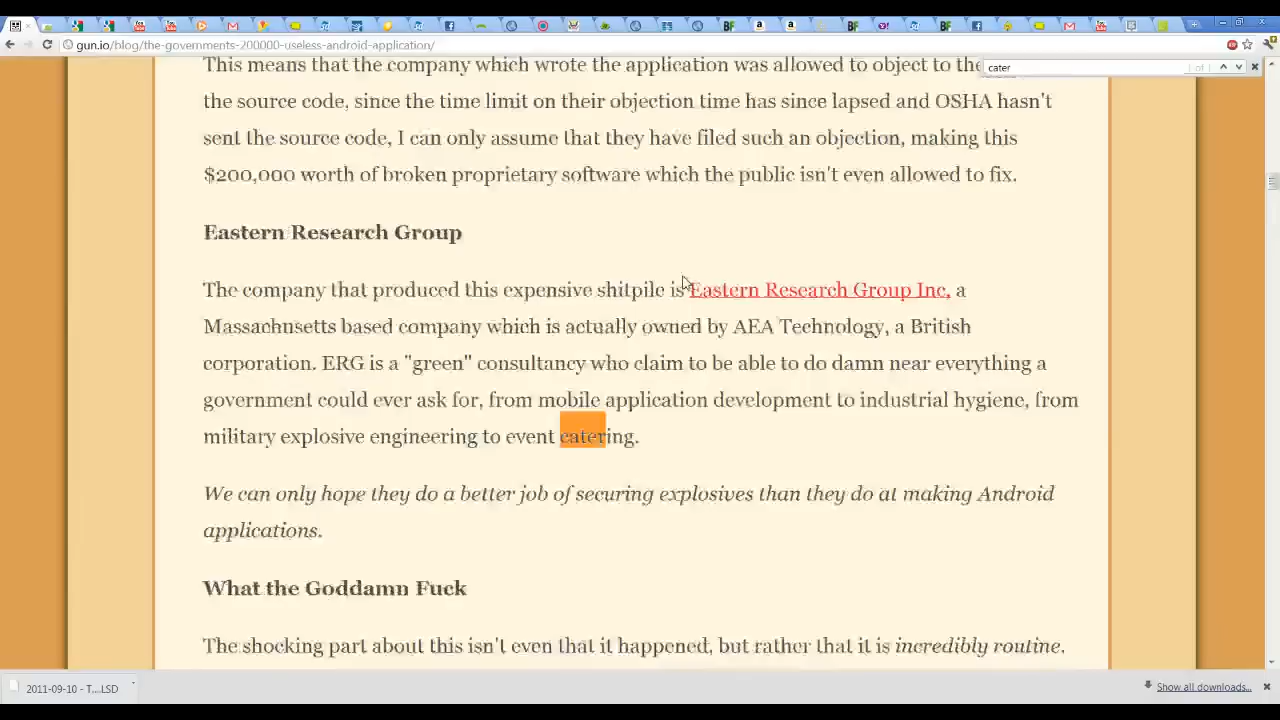 gun.io/blog/the-governments-200000-useless-android-application/
cater
This means that the company which wrote the application was allowed to object to the
the source code, since the time limit on their objection time has since lapsed and OSHA hasn't
sent the source code, I can only assume that they have filed such an objection, making this
$200,000 worth of broken proprietary software which the public isn't even allowed to fix.
Eastern Research Group
The company that produced this expensive shitpile is Eastern Research Group Inc, a
Massachusetts based company which is actually owned by AEA Technology, a British
corporation. ERG is a "green" consultancy who claim to be able to do damn near everything a
government could ever ask for, from mobile application development to industrial hygiene, from
military explosive engineering to event catering.
We can only hope they do a better job of securing explosives than they do at making Android
applications.
What the Goddamn Fuck
The shocking part about this isn't even that it happened, but rather that it is incredibly routine.
2011-09-10 - T....LSD
Show all downloads...